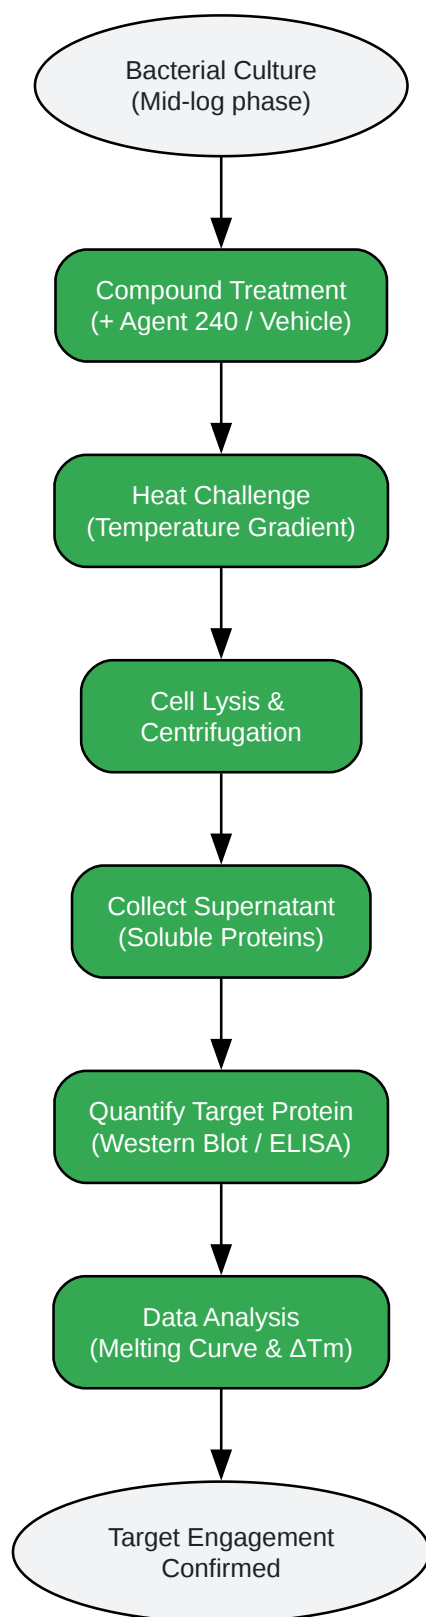 Bacterial Culture
(Mid-log phase)
Compound Treatment
(+ Agent 240 / Vehicle)
Heat Challenge
(Temperature Gradient)
Cell Lysis &
Centrifugation
Collect Supernatant
(Soluble Proteins)
Quantify Target Protein
(Western Blot / ELISA)
Data Analysis
(Melting Curve & ΔTm)
Target Engagement
Confirmed